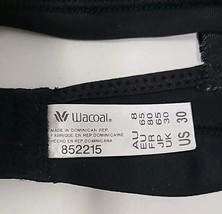 Wacoal®
MADE IN DOMINICAN REP.
FABRIQUE EN REP. DOMINICAINE
HECHO EN REP. DOMINICANA
852215
AU 8
EU 65
FR 80
JP 65
UK 30
US 30